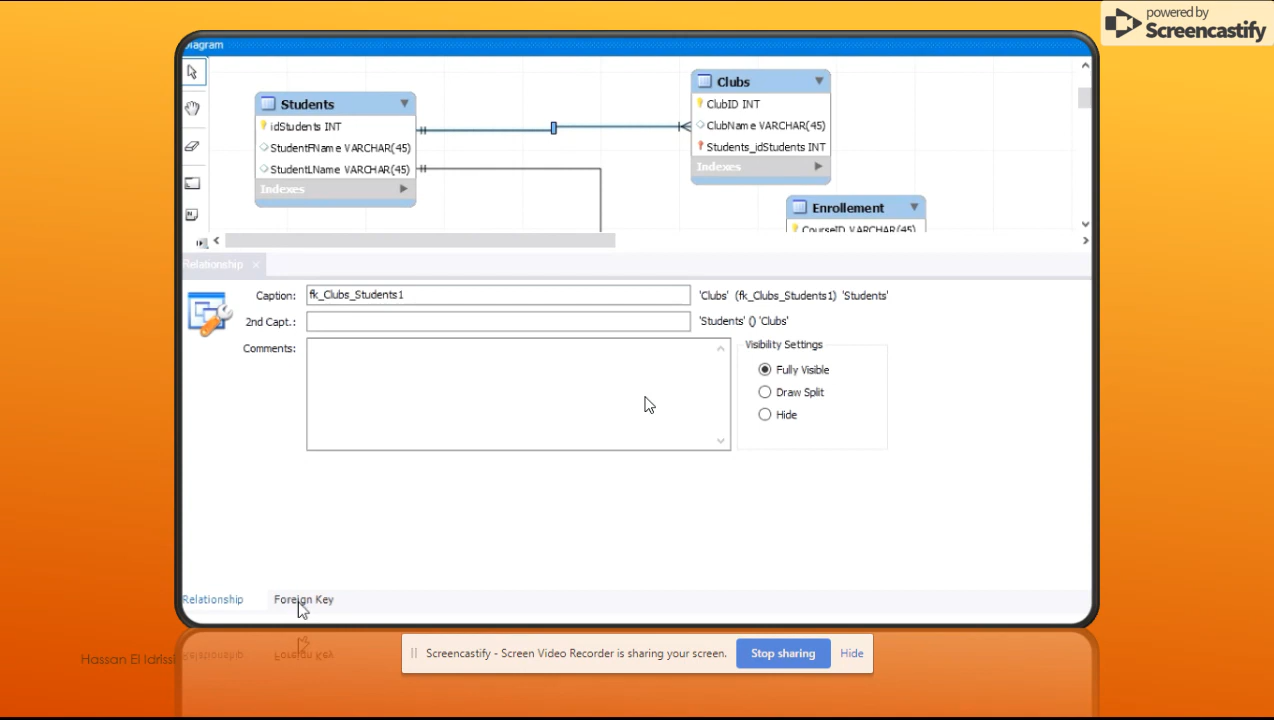 powered by
Screencastify
Diagram
Students
idStudents INT
StudentFName VARCHAR(45)
StudentLName VARCHAR(45)
Indexes
Clubs
ClubID INT
ClubName VARCHAR(45)
Students_idStudents INT
Indexes
Enrollement
CourseID VARCHAR(45)
Relationship
Caption: fk_Clubs_Students1 'Clubs' (fk_Clubs_Students1) 'Students'
2nd Capt.: 'Students' () 'Clubs'
Comments:
Visibility Settings
Fully Visible
Draw Split
Hide
Relationship Foreign Key
Hassan El Idrissi
Relationship Foreign Key
|| Screencastify - Screen Video Recorder is sharing your screen. Stop sharing Hide